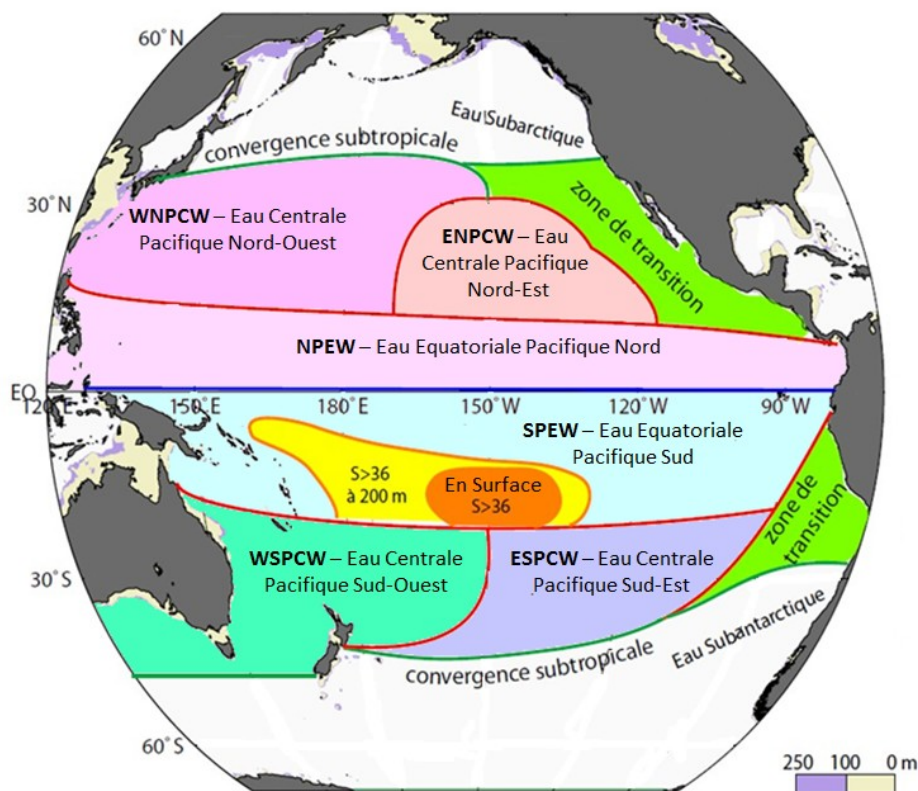 60°N
Eau Subarctique
convergence subtropicale
30°N
zone de transition
WNPCW – Eau Centrale
Pacifique Nord-Ouest
ENPCW – Eau
Centrale Pacifique
Nord-Est
NPEW – Eau Equatoriale Pacifique Nord
EQ
120°E
150°E
180°E
150°W
120°W
90°W
SPEW – Eau Equatoriale
Pacifique Sud
S>36
à 200 m
En Surface
S>36
zone de
transition
30°S
WSPCW – Eau Centrale
Pacifique Sud-Ouest
ESPCW – Eau Centrale
Pacifique Sud-Est
Eau Subantarctique
convergence subtropicale
60°S
250 100 0 m